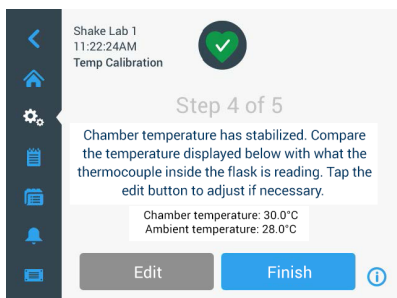 Shake Lab 1
11:22:24AM
Temp Calibration
Step 4 of 5
Chamber temperature has stabilized. Compare
the temperature displayed below with what the
thermocouple inside the flask is reading. Tap the
edit button to adjust if necessary.
Chamber temperature: 30.0°C
Ambient temperature: 28.0°C
Edit
Finish